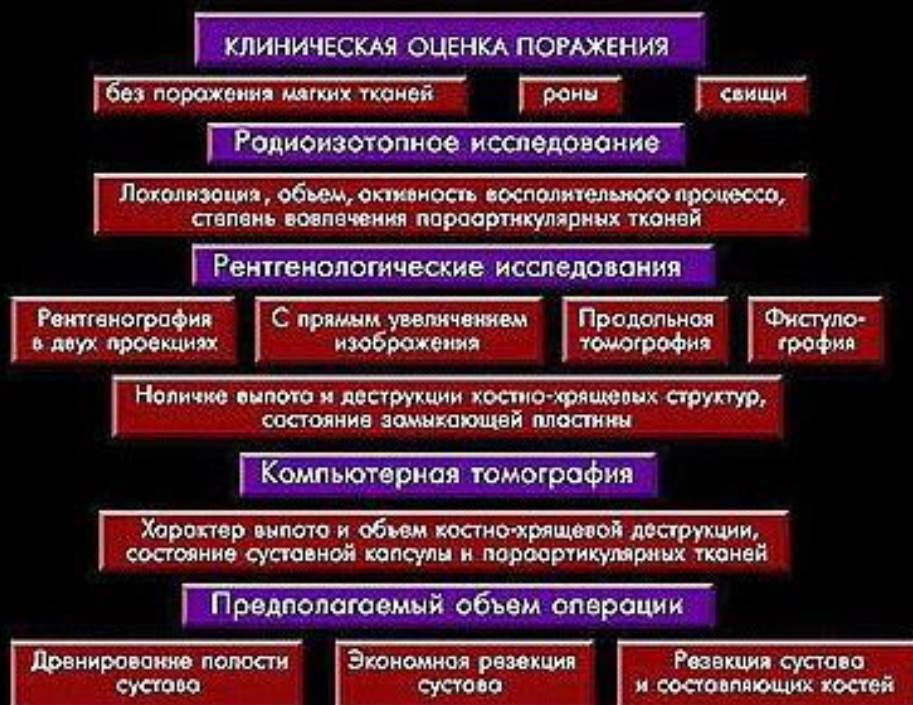 КЛИНИЧЕСКАЯ ОЦЕНКА ПОРАЖЕНИЯ
без поражения мягких тканей
раны
свищи
Радиоизотопное исследование
Локализация, объем, активность воспалительного процесса,
степень вовлечения параартикулярных тканей
Рентгенологические исследования
Рентгенография
в двух проекциях
С прямым увеличением
изображения
Продольная
томография
Фистуло-
графия
Наличие выпота и деструкции костно-хрящевых структур,
состояние замыкающей пластины
Компьютерная томография
Характер выпота и объем костно-хрящевой деструкции,
состояние суставной капсулы и параартикулярных тканей
Предполагаемый объем операции
Дренирование полости
сустава
Экономная резекция
сустава
Резекция сустава
и составляющих костей